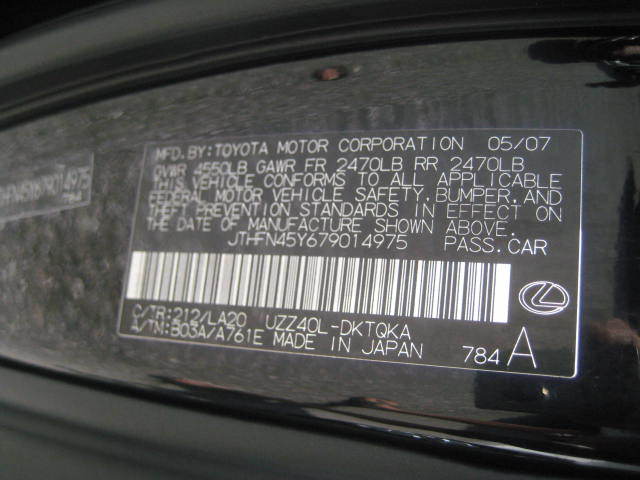 MFD.BY:TOYOTA MOTOR CORPORATION 05/07
GVWR 4550LB GAWR FR 2470LB RR 2470LB
THIS VEHICLE CONFORMS TO ALL APPLICABLE
FEDERAL MOTOR VEHICLE SAFETY,BUMPER,AND
THEFT PREVENTION STANDARDS IN EFFECT ON
THE DATE OF MANUFACTURE SHOWN ABOVE.
JTHFN45Y679014975 PASS.CAR
C/TR:212/LA20 UZZ40L-DKTQKA
A/TM:B03A/A761E MADE IN JAPAN 784 A
HFN45Y679014975
784